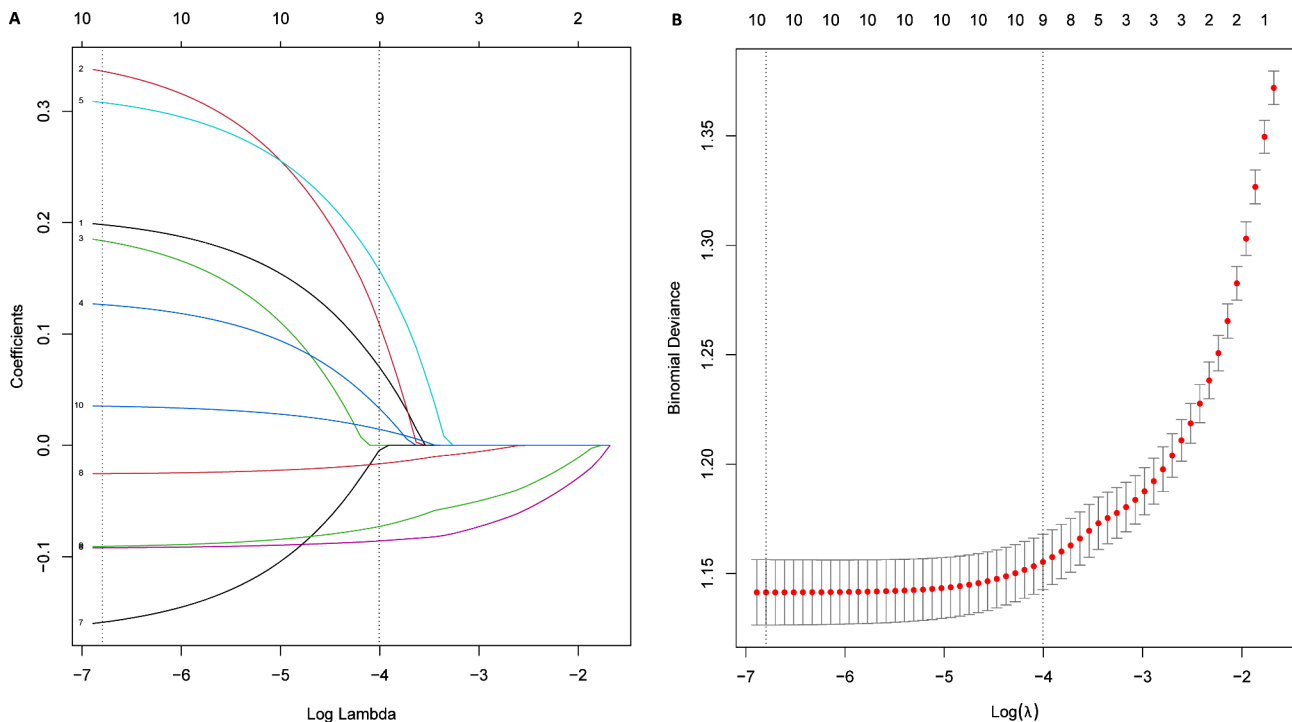 A
10 10 10 9 3 2
0.3
0.2
0.1
0.0
−0.1
Coefficients
2
5
1
3
4
10
8
7
−7 −6 −5 −4 −3 −2
Log Lambda
B
10 10 10 10 10 10 10 10 9 8 5 3 3 3 2 2 1
1.35
1.30
1.25
1.20
1.15
Binomial Deviance
−7 −6 −5 −4 −3 −2
Log(λ)